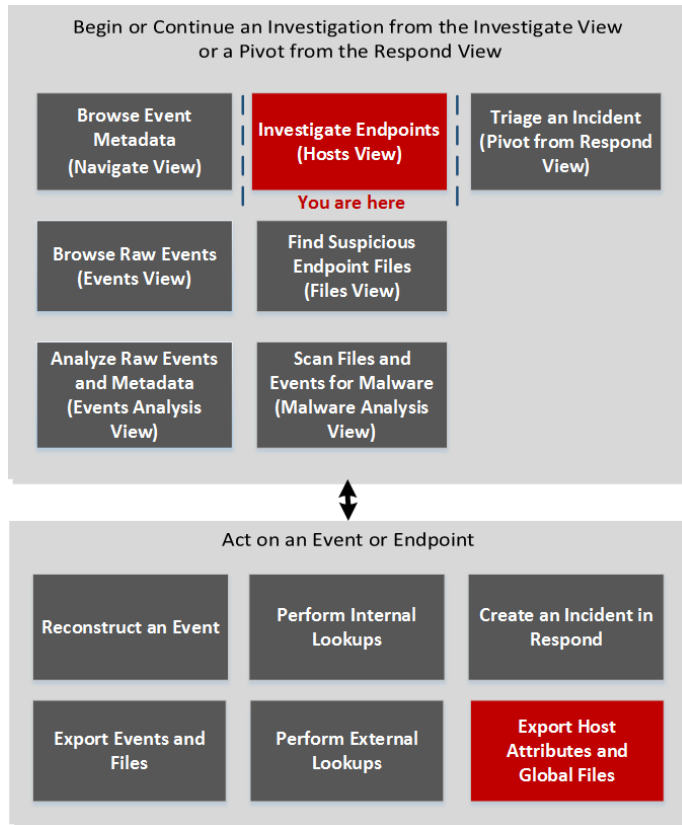 Begin or Continue an Investigation from the Investigate View
or a Pivot from the Respond View
Browse Event
Metadata
(Navigate View)
Investigate Endpoints
(Hosts View)
Triage an Incident
(Pivot from Respond
View)
You are here
Browse Raw Events
(Events View)
Find Suspicious
Endpoint Files
(Files View)
Analyze Raw Events
and Metadata
(Events Analysis
View)
Scan Files and
Events for Malware
(Malware Analysis
View)
Act on an Event or Endpoint
Reconstruct an Event
Perform Internal
Lookups
Create an Incident in
Respond
Export Events and
Files
Perform External
Lookups
Export Host
Attributes and
Global Files